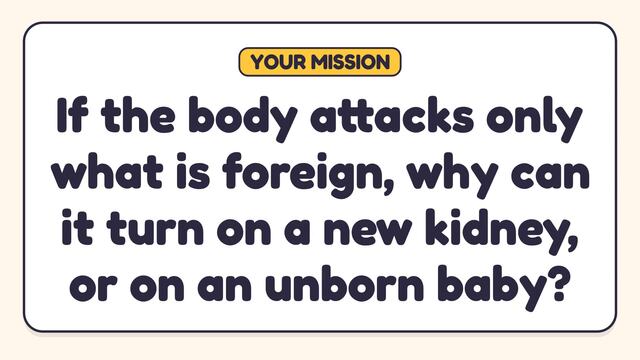 YOUR MISSION
If the body attacks only
what is foreign, why can
it turn on a new kidney,
or on an unborn baby?